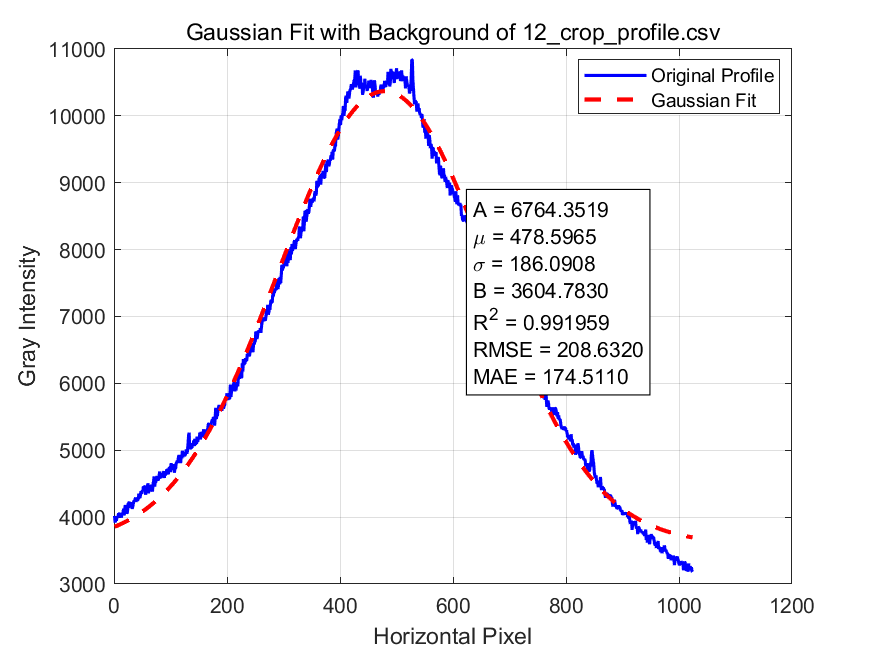 Gaussian Fit with Background of 12_crop_profile.csv
11000
10000
9000
8000
7000
6000
5000
4000
3000
Gray Intensity
Original Profile
Gaussian Fit
A = 6764.3519
μ = 478.5965
σ = 186.0908
B = 3604.7830
R² = 0.991959
RMSE = 208.6320
MAE = 174.5110
0 200 400 600 800 1000 1200
Horizontal Pixel